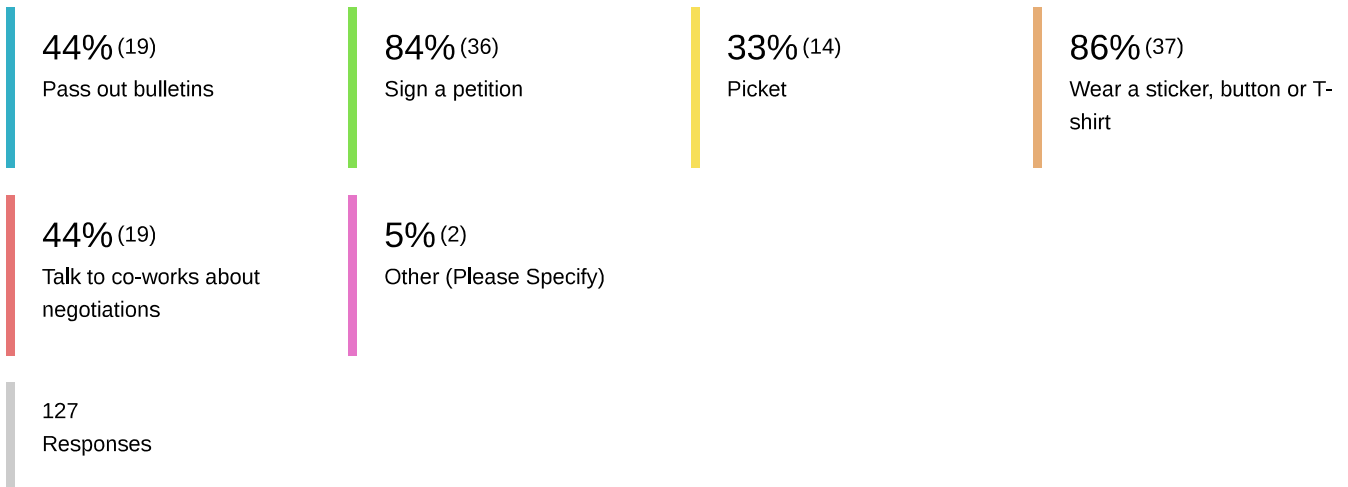 44% (19)
Pass out bulletins
84% (36)
Sign a petition
33% (14)
Picket
86% (37)
Wear a sticker, button or T-
shirt
44% (19)
Talk to co-works about
negotiations
5% (2)
Other (Please Specify)
127
Responses